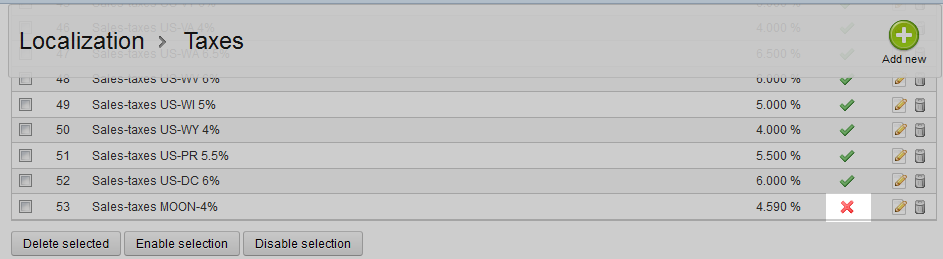 Localization > Taxes
Add new
48 Sales-taxes US-WV 6% 6.000 %
49 Sales-taxes US-WI 5% 5.000 %
50 Sales-taxes US-WY 4% 4.000 %
51 Sales-taxes US-PR 5.5% 5.500 %
52 Sales-taxes US-DC 6% 6.000 %
53 Sales-taxes MOON-4% 4.590 %
Delete selected Enable selection Disable selection